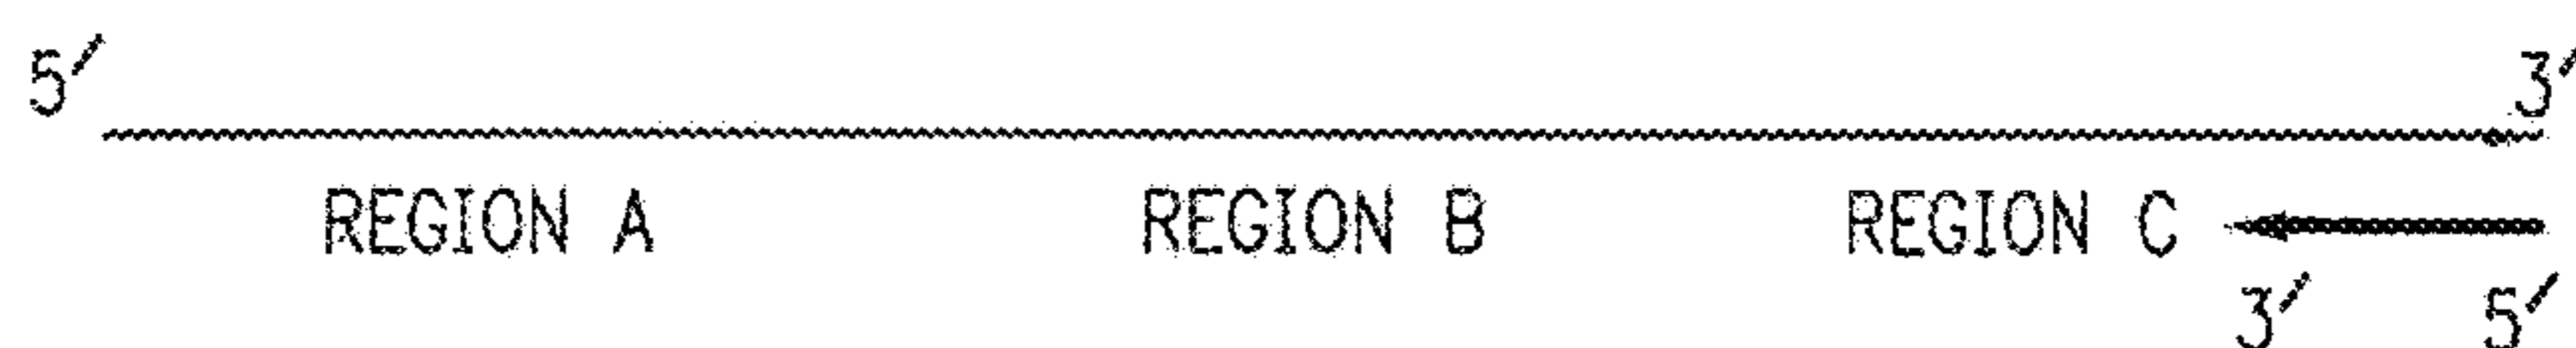 5′ 3′
REGION A REGION B REGION C
3′ 5′